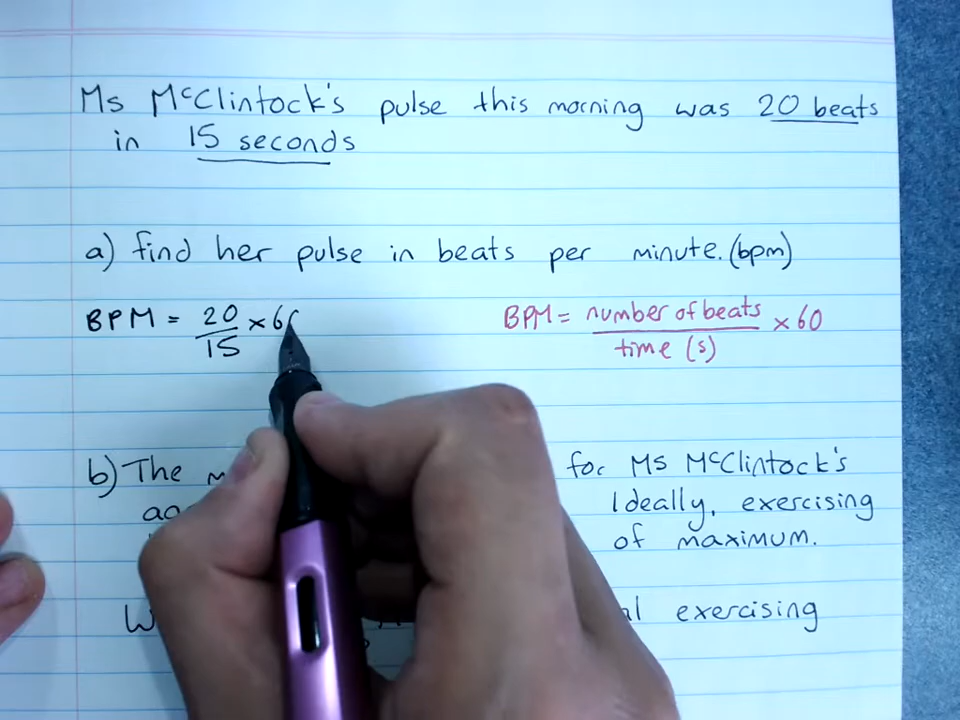 Ms McClintock's pulse this morning was 20 beats
in 15 seconds
a) find her pulse in beats per minute. (bpm)
BPM = 20/15 × 60
BPM = number of beats / time (s) × 60
b) The for Ms McClintock's
Ideally, exercising
of maximum.
exercising